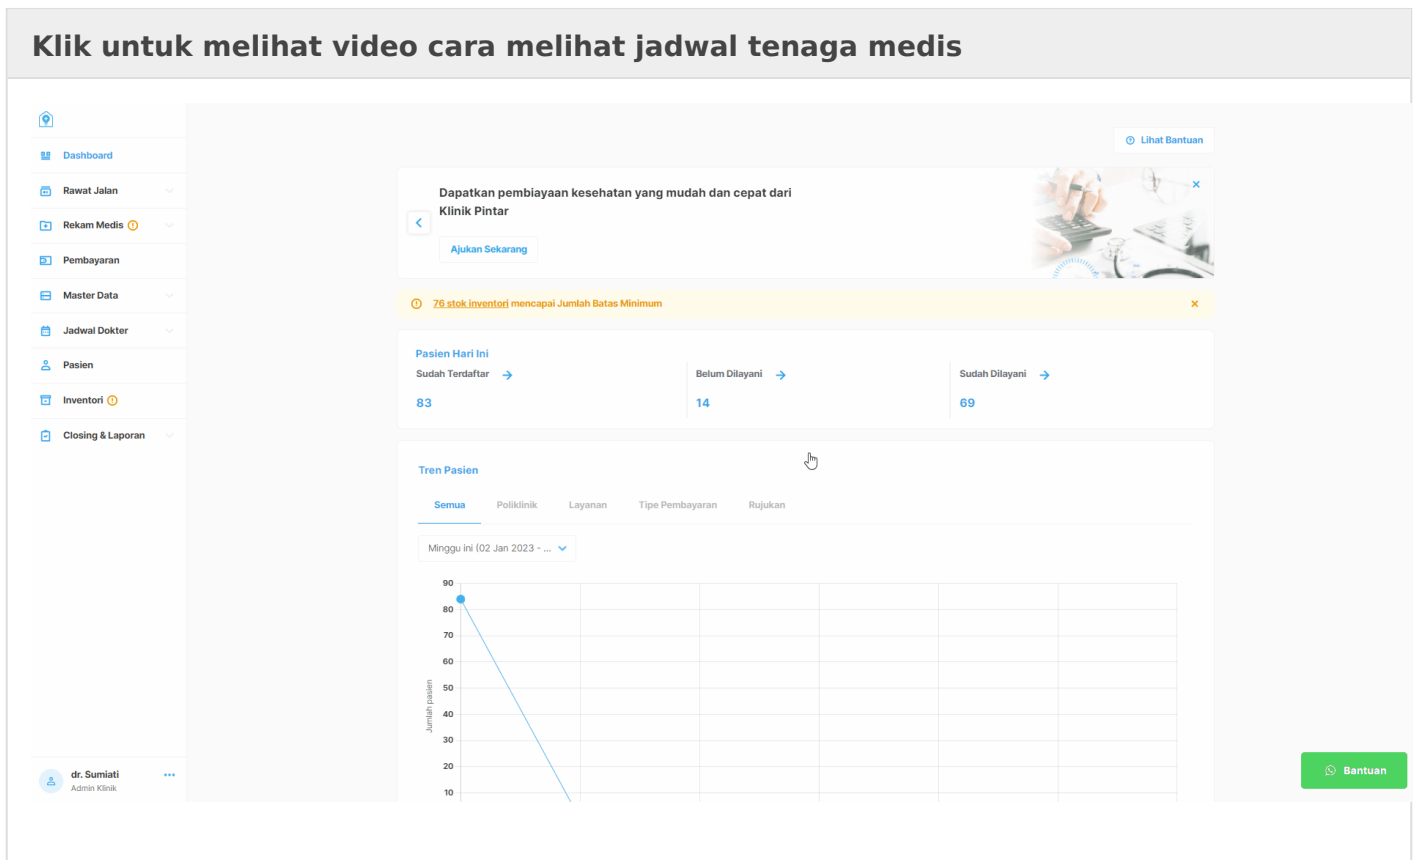 Klik untuk melihat video cara melihat jadwal tenaga medis
Dashboard
Rawat Jalan
Rekam Medis
Pembayaran
Master Data
Jadwal Dokter
Pasien
Inventori
Closing & Laporan
dr. Sumiati
Admin Klinik
Lihat Bantuan
Dapatkan pembiayaan kesehatan yang mudah dan cepat dari
Klinik Pintar
Ajukan Sekarang
76 stok inventori mencapai Jumlah Batas Minimum
Pasien Hari Ini
Sudah Terdaftar
83
Belum Dilayani
14
Sudah Dilayani
69
Tren Pasien
Semua Poliklinik Layanan Tipe Pembayaran Rujukan
Minggu ini (02 Jan 2023 - ...
Jumlah pasien
90
80
70
60
50
40
30
20
10
Bantuan